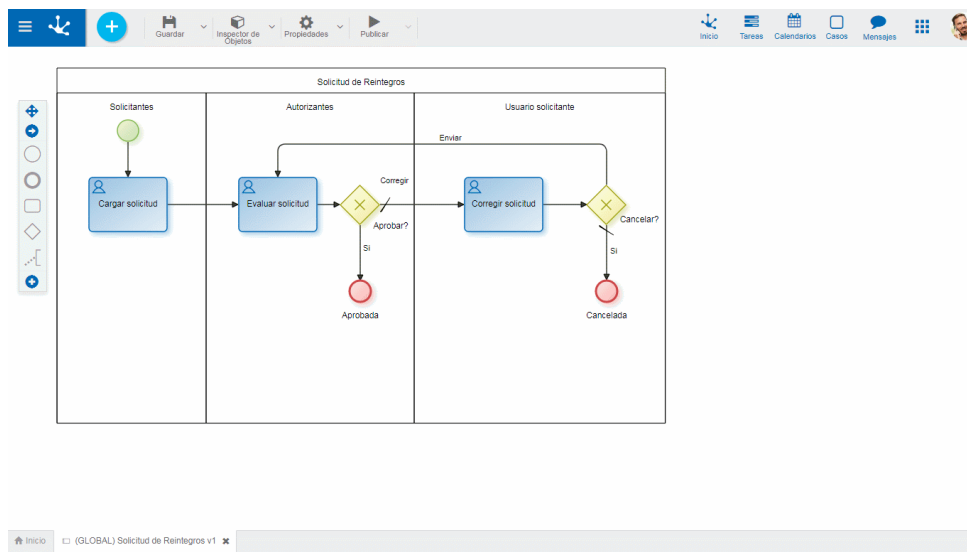 Guardar
Inspector de
Objetos
Propiedades
Publicar
Inicio
Tareas
Calendarios
Casos
Mensajes
Solicitud de Reintegros
Solicitantes
Autorizantes
Usuario solicitante
Enviar
Corregir
Cargar solicitud
Evaluar solicitud
Corregir solicitud
Aprobar?
Cancelar?
Si
Si
Aprobada
Cancelada
Inicio
(GLOBAL) Solicitud de Reintegros v1